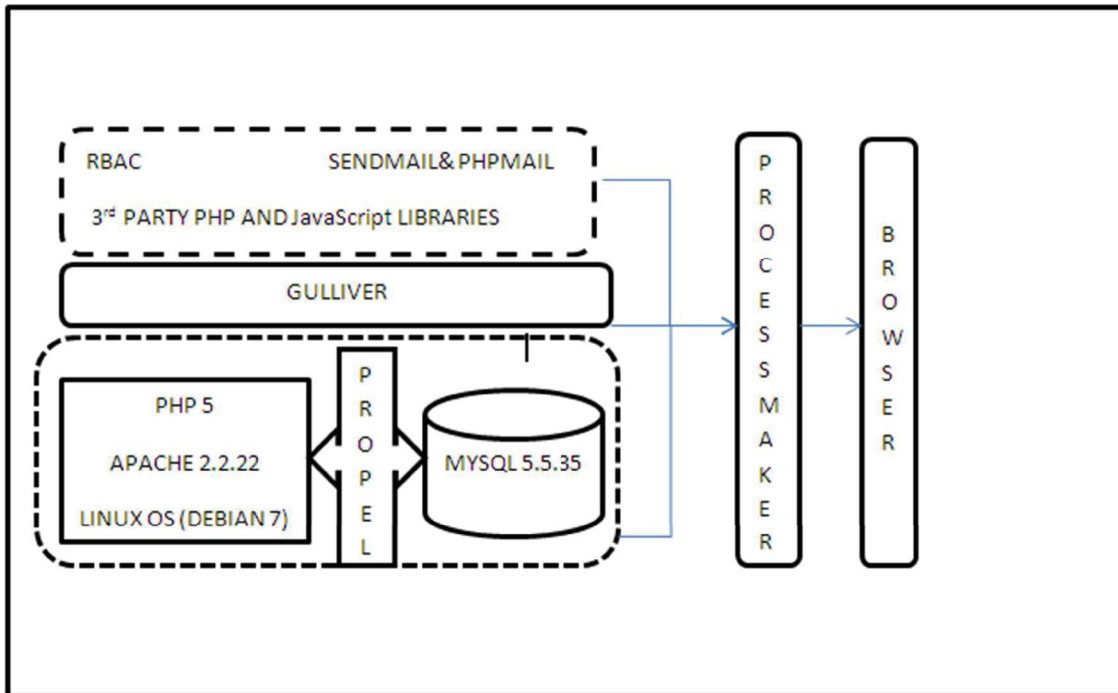 RBAC SENDMAIL& PHPMAIL
3rd PARTY PHP AND JavaScript LIBRARIES
GULLIVER
PHP 5
APACHE 2.2.22
LINUX OS (DEBIAN 7)
PROPEL
MYSQL 5.5.35
PROCESSMAKER
BROWSER